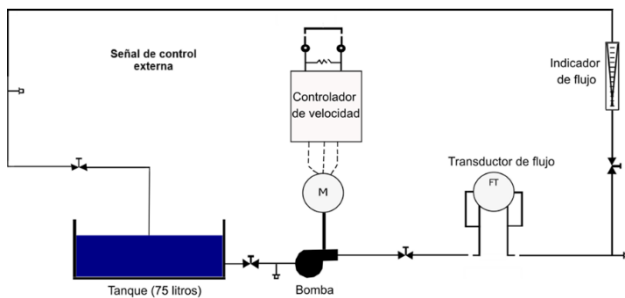 Señal de control
externa
Controlador
de velocidad
M
Indicador
de flujo
Transductor de flujo
FT
Tanque (75 litros)
Bomba